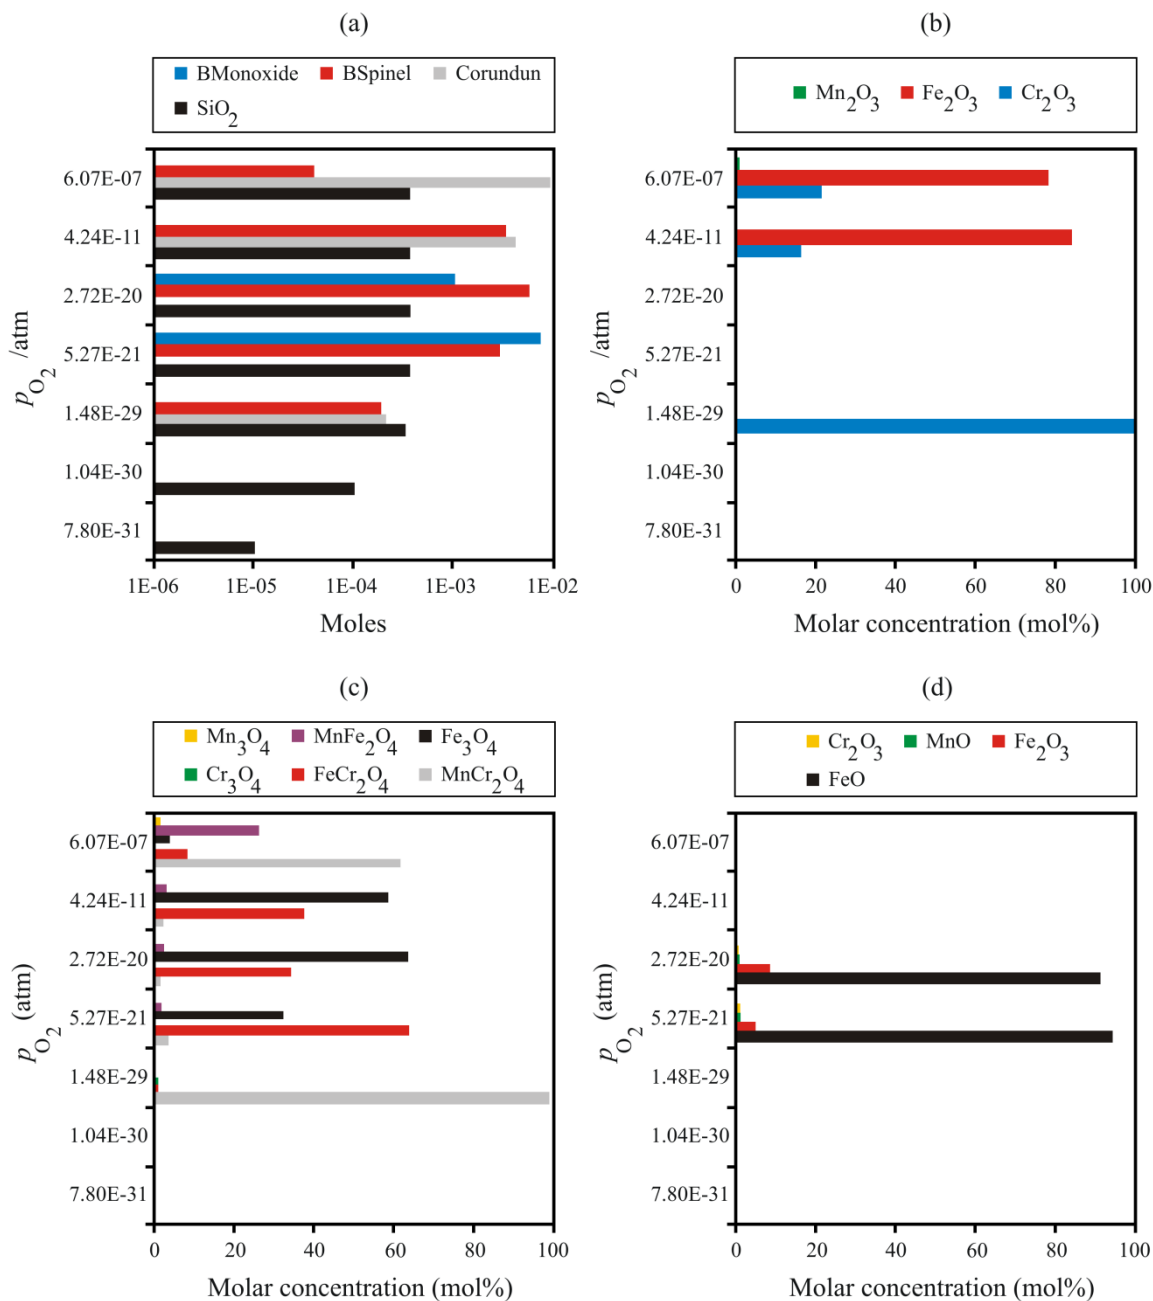 (a)
BMonoxide BSpinel Corundun
SiO2
6.07E-07
4.24E-11
2.72E-20
5.27E-21
1.48E-29
1.04E-30
7.80E-31
pO2 /atm
1E-06 1E-05 1E-04 1E-03 1E-02
Moles
(b)
Mn2O3 Fe2O3 Cr2O3
6.07E-07
4.24E-11
2.72E-20
5.27E-21
1.48E-29
1.04E-30
7.80E-31
pO2 /atm
0 20 40 60 80 100
Molar concentration (mol%)
(c)
Mn3O4 MnFe2O4 Fe3O4
Cr3O4 FeCr2O4 MnCr2O4
6.07E-07
4.24E-11
2.72E-20
5.27E-21
1.48E-29
1.04E-30
7.80E-31
pO2 (atm)
0 20 40 60 80 100
Molar concentration (mol%)
(d)
Cr2O3 MnO Fe2O3
FeO
6.07E-07
4.24E-11
2.72E-20
5.27E-21
1.48E-29
1.04E-30
7.80E-31
pO2 (atm)
0 20 40 60 80 100
Molar concentration (mol%)